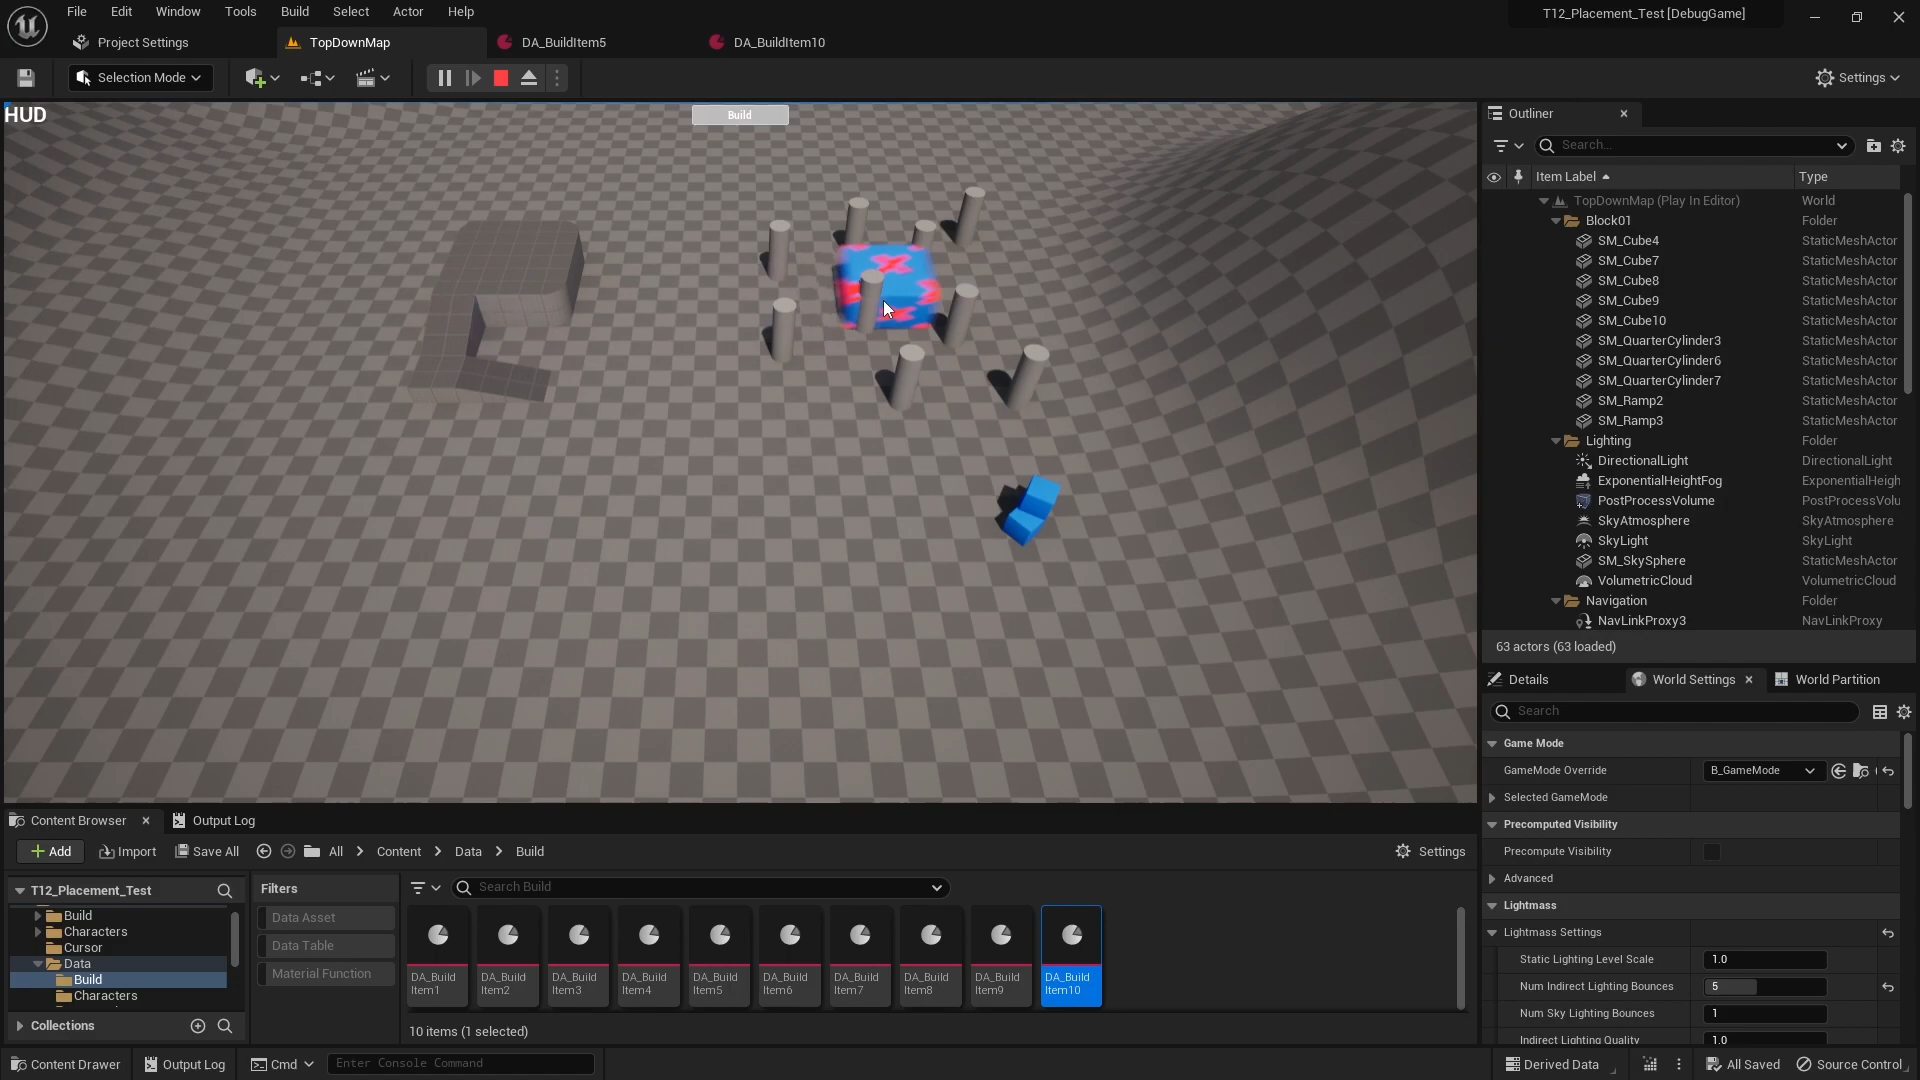 File Edit Window Tools Build Select Actor Help
T12_Placement_Test [DebugGame]
Project Settings
TopDownMap
DA_BuildItem5
DA_BuildItem10
Selection Mode
Settings
HUD
Build
Outliner
Search...
Item Label
Type
TopDownMap (Play In Editor) World
Block01 Folder
SM_Cube4 StaticMeshActor
SM_Cube7 StaticMeshActor
SM_Cube8 StaticMeshActor
SM_Cube9 StaticMeshActor
SM_Cube10 StaticMeshActor
SM_QuarterCylinder3 StaticMeshActor
SM_QuarterCylinder6 StaticMeshActor
SM_QuarterCylinder7 StaticMeshActor
SM_Ramp2 StaticMeshActor
SM_Ramp3 StaticMeshActor
Lighting Folder
DirectionalLight DirectionalLight
ExponentialHeightFog ExponentialHeigh
PostProcessVolume PostProcessVolu
SkyAtmosphere SkyAtmosphere
SkyLight SkyLight
SM_SkySphere StaticMeshActor
VolumetricCloud VolumetricCloud
Navigation Folder
NavLinkProxy3 NavLinkProxy
63 actors (63 loaded)
Details
World Settings
World Partition
Search
Game Mode
GameMode Override B_GameMode
Selected GameMode
Precomputed Visibility
Precompute Visibility
Advanced
Lightmass
Lightmass Settings
Static Lighting Level Scale 1.0
Num Indirect Lighting Bounces 5
Num Sky Lighting Bounces 1
Indirect Lighting Quality 1.0
Content Browser
Output Log
Add
Import
Save All
All
Content
Data
Build
Settings
T12_Placement_Test
Build
Characters
Cursor
Data
Build
Characters
Collections
Filters
Data Asset
Data Table
Material Function
Search Build
DA_Build
Item1
DA_Build
Item2
DA_Build
Item3
DA_Build
Item4
DA_Build
Item5
DA_Build
Item6
DA_Build
Item7
DA_Build
Item8
DA_Build
Item9
DA_Build
Item10
10 items (1 selected)
Content Drawer
Output Log
Cmd
Enter Console Command
Derived Data
All Saved
Source Control